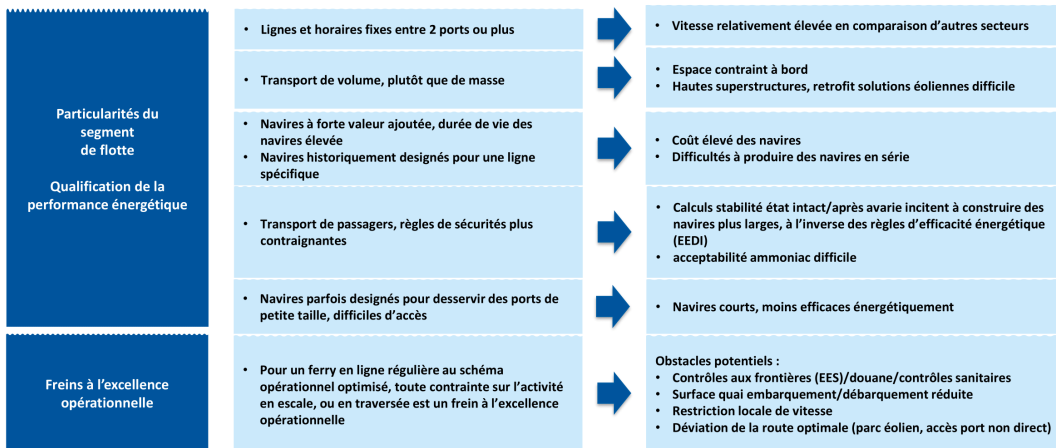 Particularités du
segment
de flotte
Qualification de la
performance énergétique
• Lignes et horaires fixes entre 2 ports ou plus
• Vitesse relativement élevée en comparaison d'autres secteurs
• Transport de volume, plutôt que de masse
• Espace contraint à bord
• Hautes superstructures, retrofit solutions éoliennes difficile
• Navires à forte valeur ajoutée, durée de vie des
navires élevée
• Navires historiquement designés pour une ligne
spécifique
• Coût élevé des navires
• Difficultés à produire des navires en série
• Transport de passagers, règles de sécurités plus
contraignantes
• Calculs stabilité état intact/après avarie incitent à construire des
navires plus larges, à l'inverse des règles d'efficacité énergétique
(EEDI)
• acceptabilité ammoniac difficile
• Navires parfois designés pour desservir des ports de
petite taille, difficiles d'accès
• Navires courts, moins efficaces énergétiquement
Freins à l'excellence
opérationnelle
• Pour un ferry en ligne régulière au schéma
opérationnel optimisé, toute contrainte sur l'activité
en escale, ou en traversée est un frein à l'excellence
opérationnelle
Obstacles potentiels :
• Contrôles aux frontières (EES)/douane/contrôles sanitaires
• Surface quai embarquement/débarquement réduite
• Restriction locale de vitesse
• Déviation de la route optimale (parc éolien, accès port non direct)